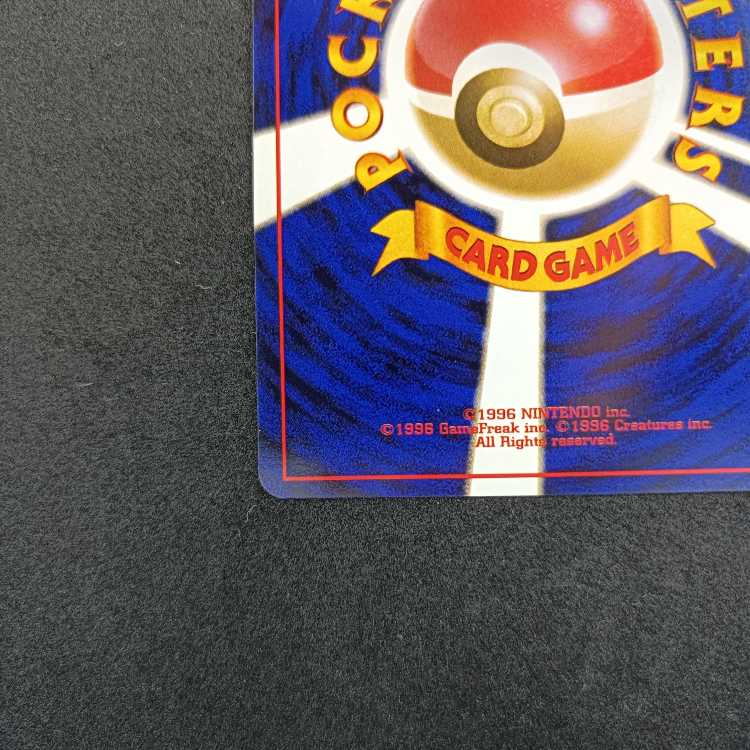 POCK
TERS
CARD GAME
©1996 NINTENDO inc.
©1996 GameFreak inc. ©1996 Creatures inc.
All Rights reserved.